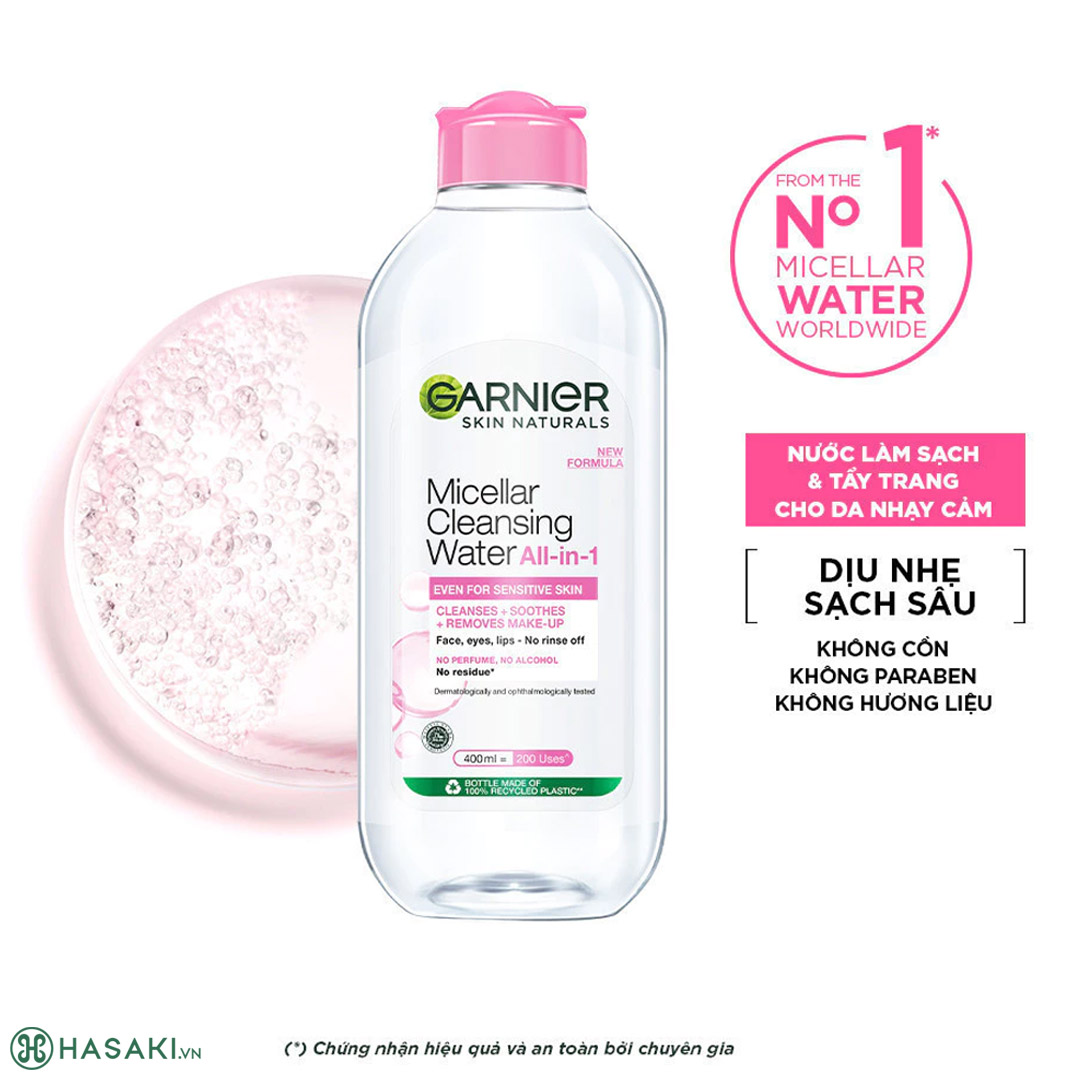 GARNIER
SKIN NATURALS
NEW
FORMULA
Micellar
Cleansing
Water All-in-1
EVEN FOR SENSITIVE SKIN
CLEANSES + SOOTHES
+ REMOVES MAKE-UP
Face, eyes, lips - No rinse off
NO PERFUME, NO ALCOHOL
No residue*
Dermatologically and ophthalmologically tested
400ml = 200 Uses^
BOTTLE MADE OF
100% RECYCLED PLASTIC**
FROM THE
Nº 1*
MICELLAR
WATER
WORLDWIDE
NƯỚC LÀM SẠCH
& TẨY TRANG
CHO DA NHẠY CẢM
DỊU NHẸ
SẠCH SÂU
KHÔNG CỒN
KHÔNG PARABEN
KHÔNG HƯƠNG LIỆU
HASAKI.VN
(*) Chứng nhận hiệu quả và an toàn bởi chuyên gia